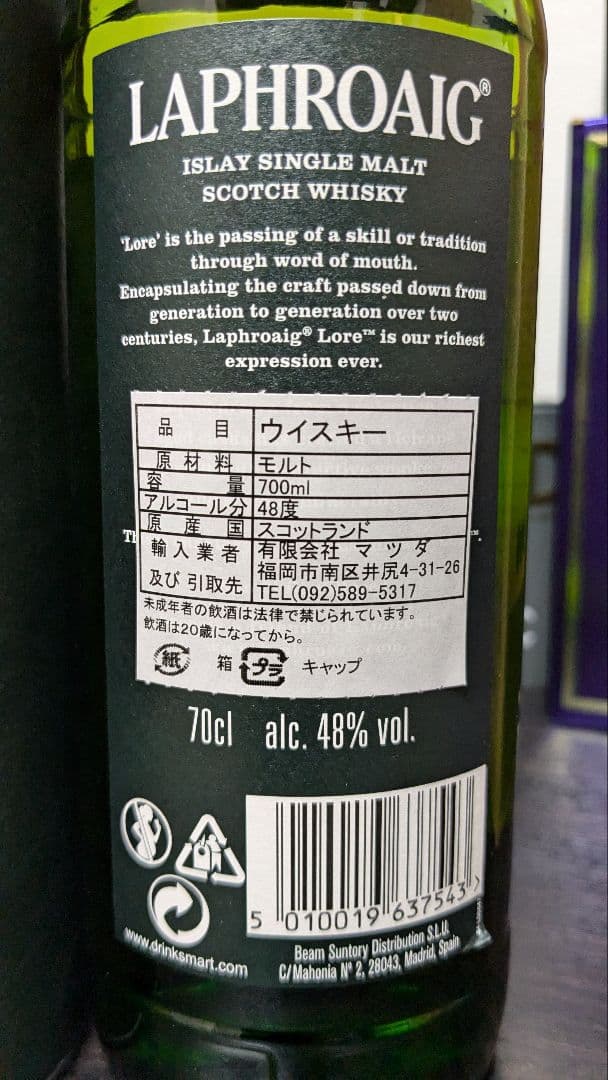 LAPHROAIG®
ISLAY SINGLE MALT
SCOTCH WHISKY
'Lore' is the passing of a skill or tradition
through word of mouth.
Encapsulating the craft passed down from
generation to generation over two
centuries, Laphroaig® Lore™ is our richest
expression ever.
品 目 ウイスキー
原材料 モルト
容 量 700ml
アルコール分 48度
原 産 国 スコットランド
輸入業者 有限会社 マツダ
及び引取先 福岡市南区井尻4-31-26
TEL(092)589-5317
未成年者の飲酒は法律で禁じられています。
飲酒は20歳になってから。
紙 箱 プラ キャップ
70cl alc. 48% vol.
5 010019 637543 >
www.drinksmart.com
Beam Suntory Distribution S.L.U.
C/Mahonia Nº 2, 28043, Madrid, Spain